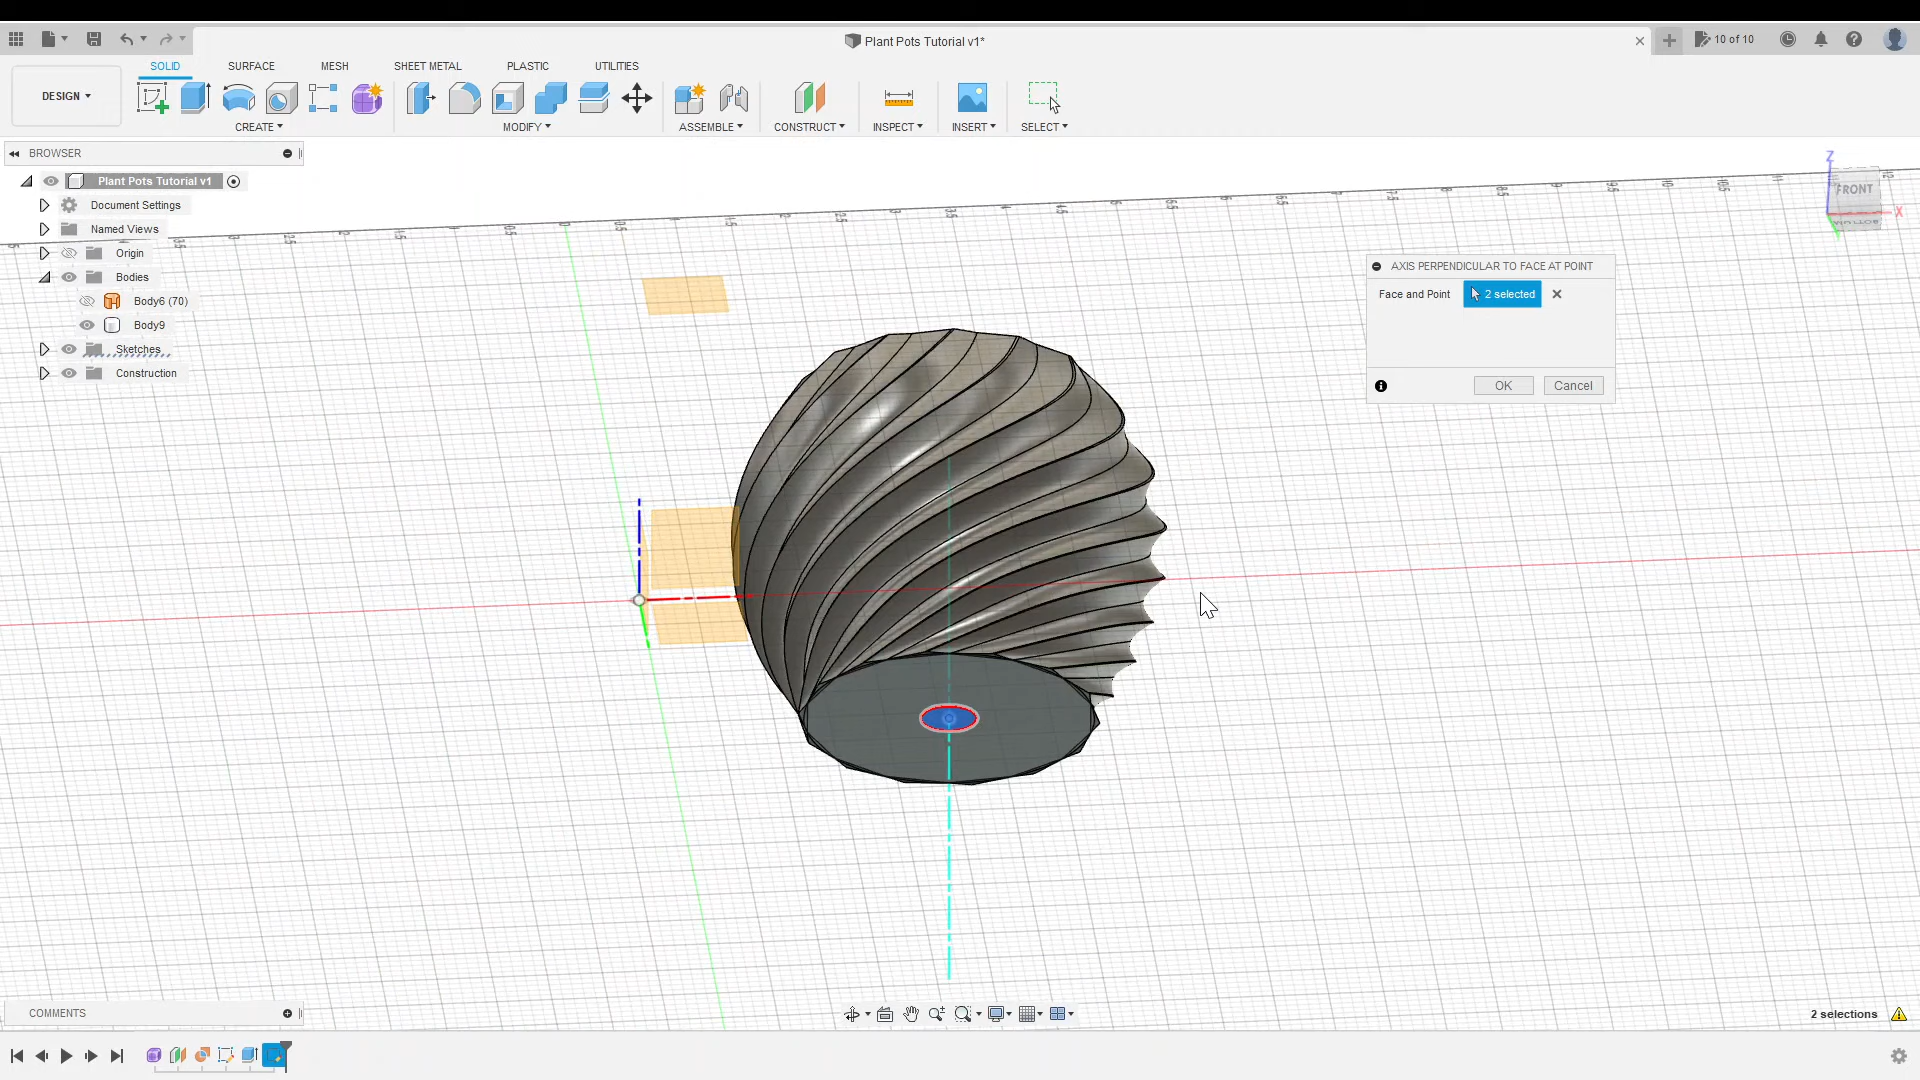 Plant Pots Tutorial v1*
10 of 10
DESIGN
SOLID
SURFACE
MESH
SHEET METAL
PLASTIC
UTILITIES
CREATE
MODIFY
ASSEMBLE
CONSTRUCT
INSPECT
INSERT
SELECT
BROWSER
Plant Pots Tutorial v1
Document Settings
Named Views
Origin
Bodies
Body6 (70)
Body9
Sketches
Construction
Z
FRONT
X
BOTTOM
AXIS PERPENDICULAR TO FACE AT POINT
Face and Point
2 selected
OK
Cancel
COMMENTS
2 selections